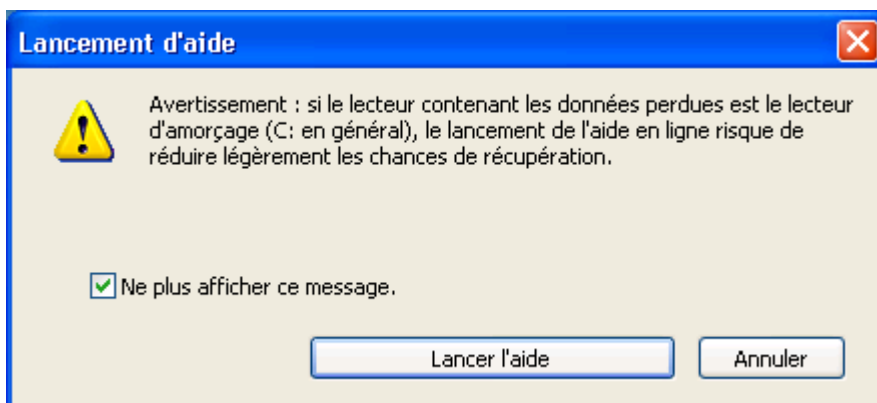 Lancement d'aide
Avertissement : si le lecteur contenant les données perdues est le lecteur
d'amorçage (C: en général), le lancement de l'aide en ligne risque de
réduire légèrement les chances de récupération.
Ne plus afficher ce message.
Lancer l'aide
Annuler